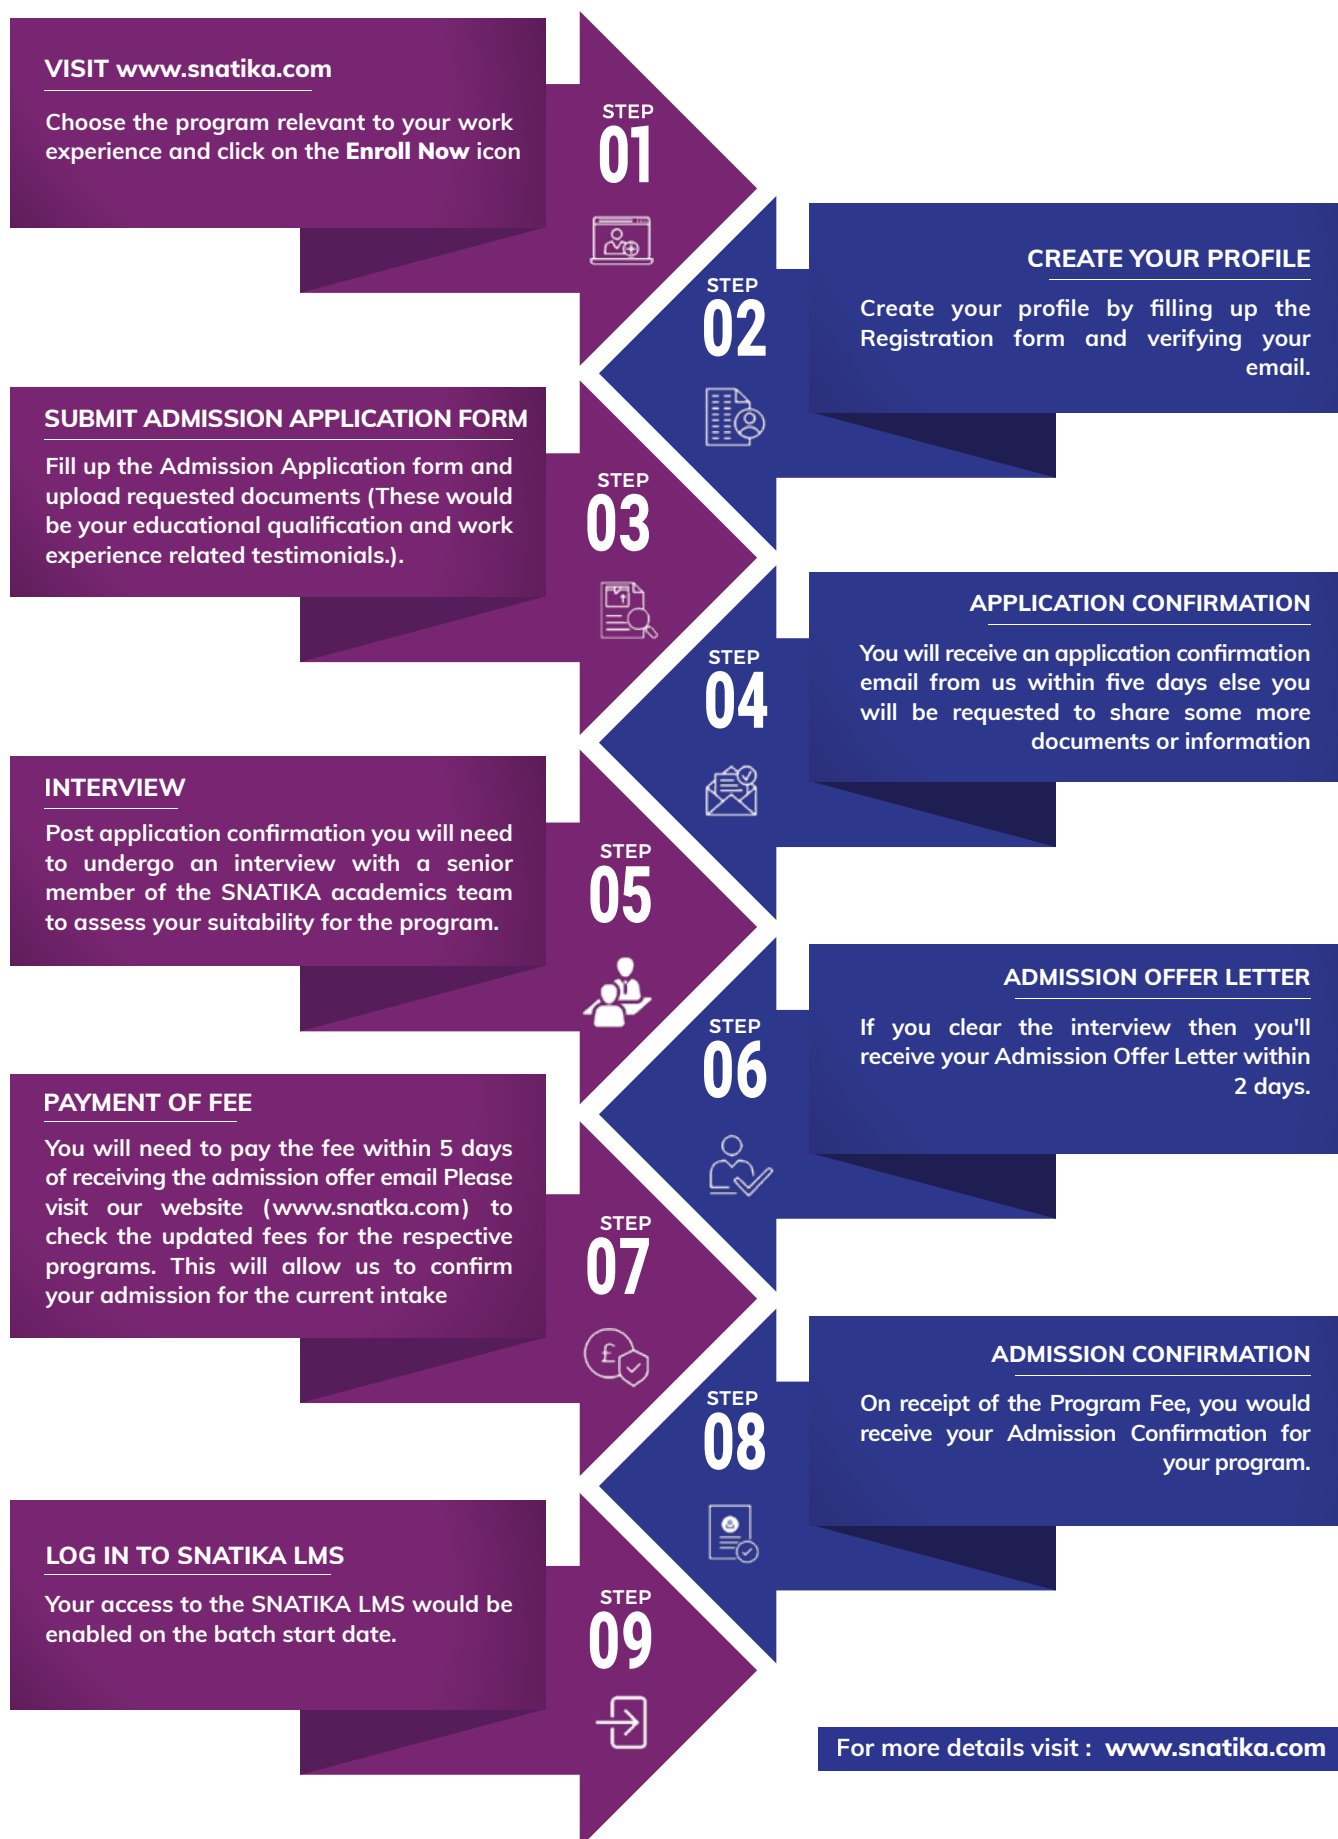 VISIT www.snatika.com
Choose the program relevant to your work
experience and click on the Enroll Now icon
STEP
01
STEP
02
CREATE YOUR PROFILE
Create your profile by filling up the
Registration form and verifying your
email.
SUBMIT ADMISSION APPLICATION FORM
Fill up the Admission Application form and
upload requested documents (These would
be your educational qualification and work
experience related testimonials.).
STEP
03
STEP
04
APPLICATION CONFIRMATION
You will receive an application confirmation
email from us within five days else you
will be requested to share some more
documents or information
INTERVIEW
Post application confirmation you will need
to undergo an interview with a senior
member of the SNATIKA academics team
to assess your suitability for the program.
STEP
05
STEP
06
ADMISSION OFFER LETTER
If you clear the interview then you'll
receive your Admission Offer Letter within
2 days.
PAYMENT OF FEE
You will need to pay the fee within 5 days
of receiving the admission offer email Please
visit our website (www.snatka.com) to
check the updated fees for the respective
programs. This will allow us to confirm
your admission for the current intake
STEP
07
£
STEP
08
ADMISSION CONFIRMATION
On receipt of the Program Fee, you would
receive your Admission Confirmation for
your program.
LOG IN TO SNATIKA LMS
Your access to the SNATIKA LMS would be
enabled on the batch start date.
STEP
09
For more details visit : www.snatika.com